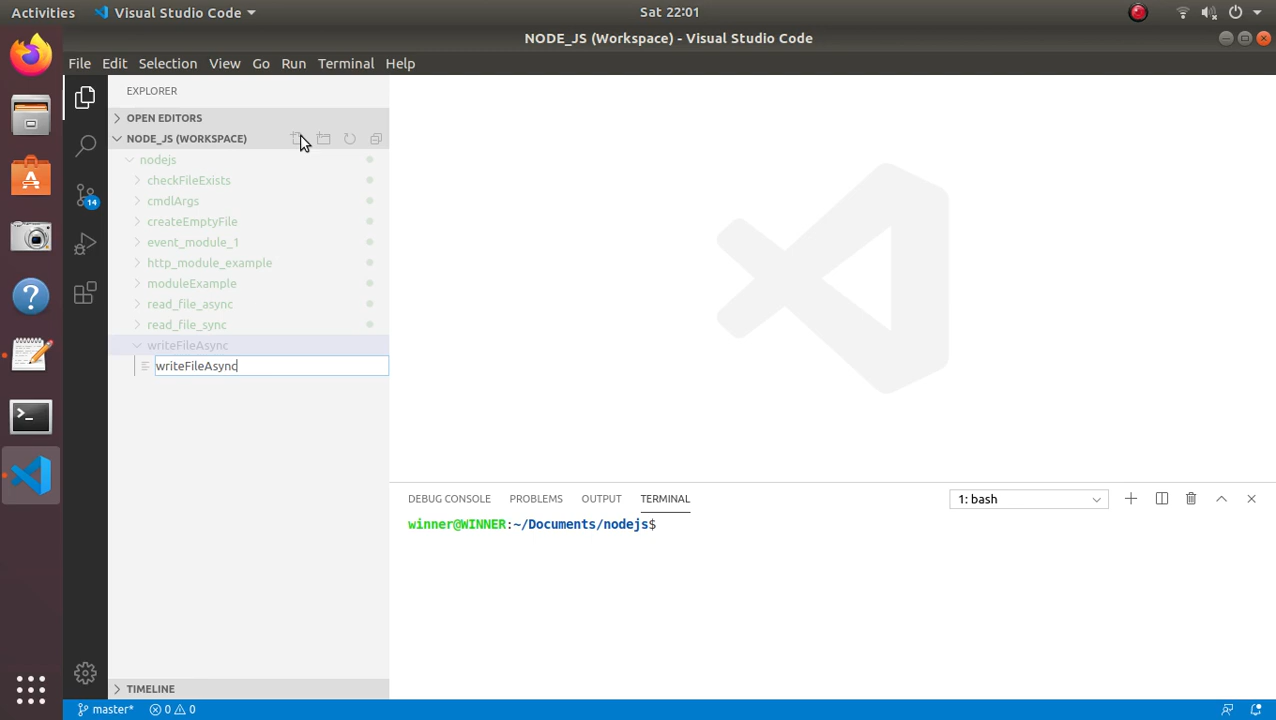 Activities Visual Studio Code Sat 22:01
NODE_JS (Workspace) - Visual Studio Code
File Edit Selection View Go Run Terminal Help
EXPLORER
OPEN EDITORS
NODE_JS (WORKSPACE)
nodejs
checkFileExists
cmdlArgs
14
createEmptyFile
event_module_1
http_module_example
moduleExample
read_file_async
read_file_sync
writeFileAsync
writeFileAsync
DEBUG CONSOLE PROBLEMS OUTPUT TERMINAL 1: bash
winner@WINNER:~/Documents/nodejs$
TIMELINE
master* 0 0